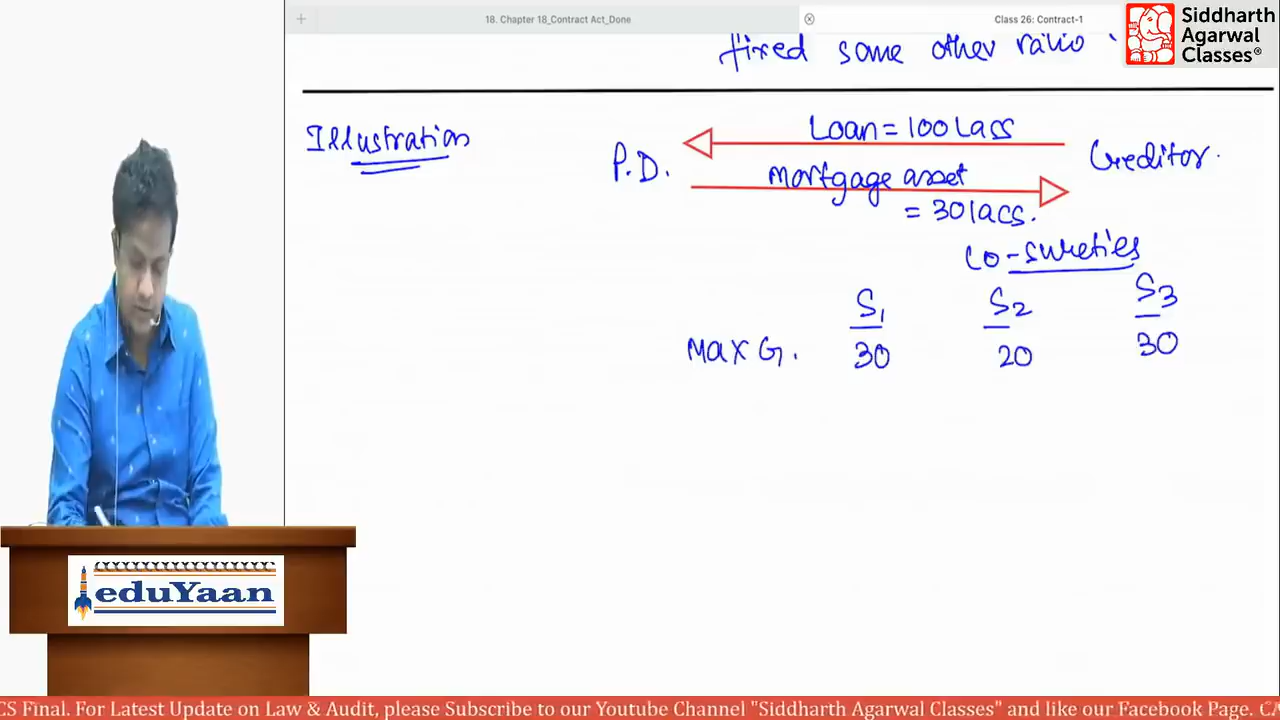 18. Chapter 18_Contract Act_Done
Class 26: Contract-1
Siddharth
Agarwal
Classes®
fixed some other ratio
Illustration
Loan = 100 Lacs
P.D.
Creditor.
mortgage asset
= 30 lacs.
Co-sureties
S1 S2 S3
Max G. 30 20 30
eduYaan
CS Final. For Latest Update on Law & Audit, please Subscribe to our Youtube Channel "Siddharth Agarwal Classes" and like our Facebook Page. CA